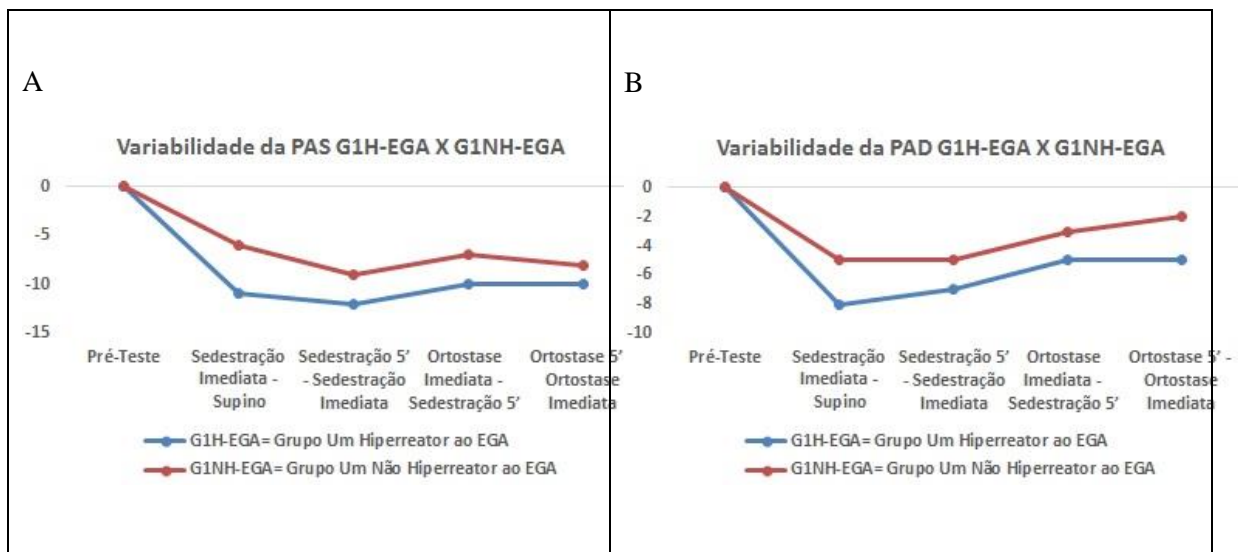 A
Variabilidade da PAS G1H-EGA X G1NH-EGA
0
-5
-10
-15
Pré-Teste
Sedestração
Imediata -
Supino
Sedestração 5’
- Sedestração
Imediata
Ortostase
Imediata -
Sedestração 5’
Ortostase 5’
Ortostase
Imediata
G1H-EGA= Grupo Um Hiperreator ao EGA
G1NH-EGA= Grupo Um Não Hiperreator ao EGA
B
Variabilidade da PAD G1H-EGA X G1NH-EGA
0
-2
-4
-6
-8
-10
Pré-Teste
Sedestração
Imediata -
Supino
Sedestração 5’
- Sedestração
Imediata
Ortostase
Imediata -
Sedestração 5’
Ortostase 5’ -
Ortostase
Imediata
G1H-EGA= Grupo Um Hiperreator ao EGA
G1NH-EGA= Grupo Um Não Hiperreator ao EGA